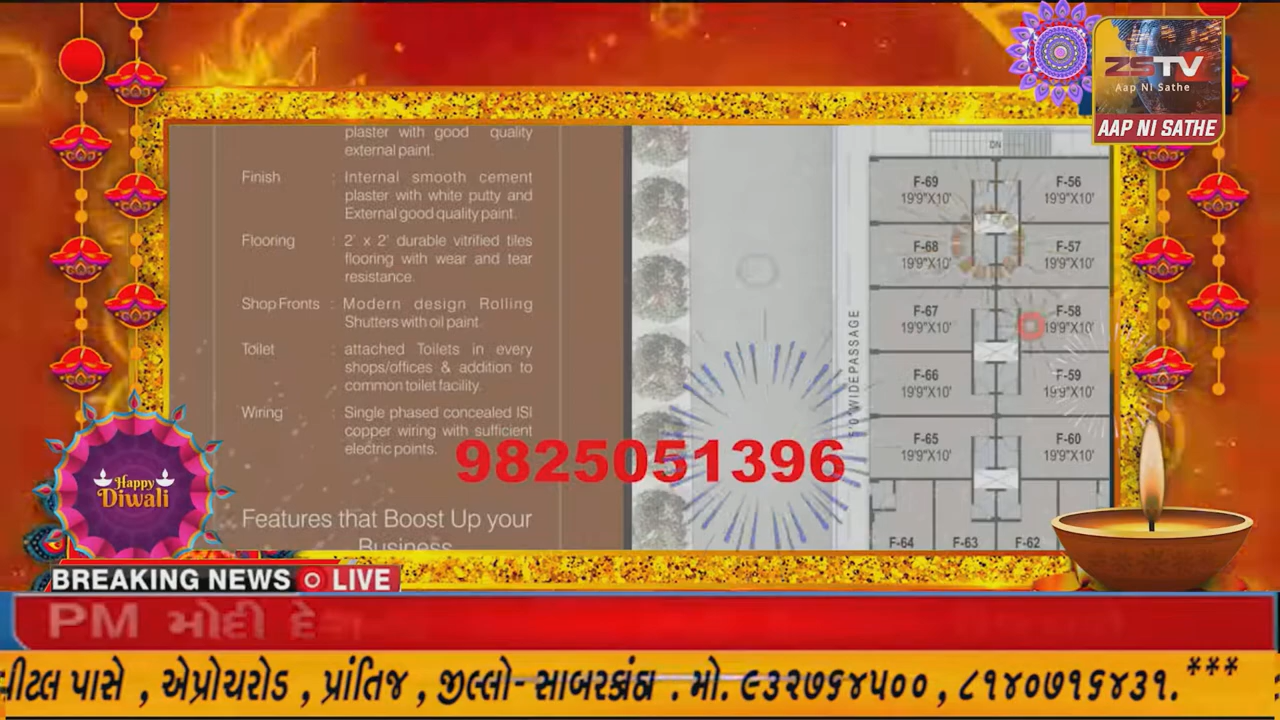 ZSTV
Aap Ni Sathe
AAP NI SATHE
plaster with good quality
external paint.
Finish : Internal smooth cement
plaster with white putty and
External good quality paint.
Flooring : 2' x 2' durable vitrified tiles
flooring with wear and tear
resistance.
Shop Fronts : Modern design Rolling
Shutters with oil paint.
Toilet : attached Toilets in every
shops/offices & addition to
common toilet facility.
Wiring : Single phased concealed ISI
copper wiring with sufficient
electric points.
Features that Boost Up your
Business
5'0" WIDE PASSAGE
DN
F-69
19'9"X10'
F-56
19'9"X10'
F-68
19'9"X10'
F-57
19'9"X10'
F-67
19'9"X10'
F-58
19'9"X10'
F-66
19'9"X10'
F-59
19'9"X10'
F-65
19'9"X10'
F-60
19'9"X10'
F-64 F-63 F-62
9825051396
Happy
Diwali
BREAKING NEWS LIVE
PM મોદી
પાસે , એપ્રોચરોડ , પ્રાંતિજ , જીલ્લો- સાબરકાંઠા . મો. ૯૩૨૭૬૪૫૦૦ , ૮૧૪૦૭૧૬૪૩૧.***